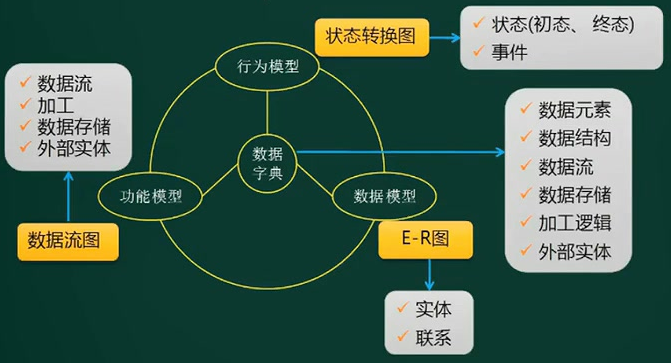 状态转换图
状态(初态、 终态)
事件
行为模型
数据流
加工
数据存储
外部实体
数据
字典
数据元素
数据结构
数据流
数据存储
加工逻辑
外部实体
功能模型
数据模型
数据流图
E-R图
实体
联系